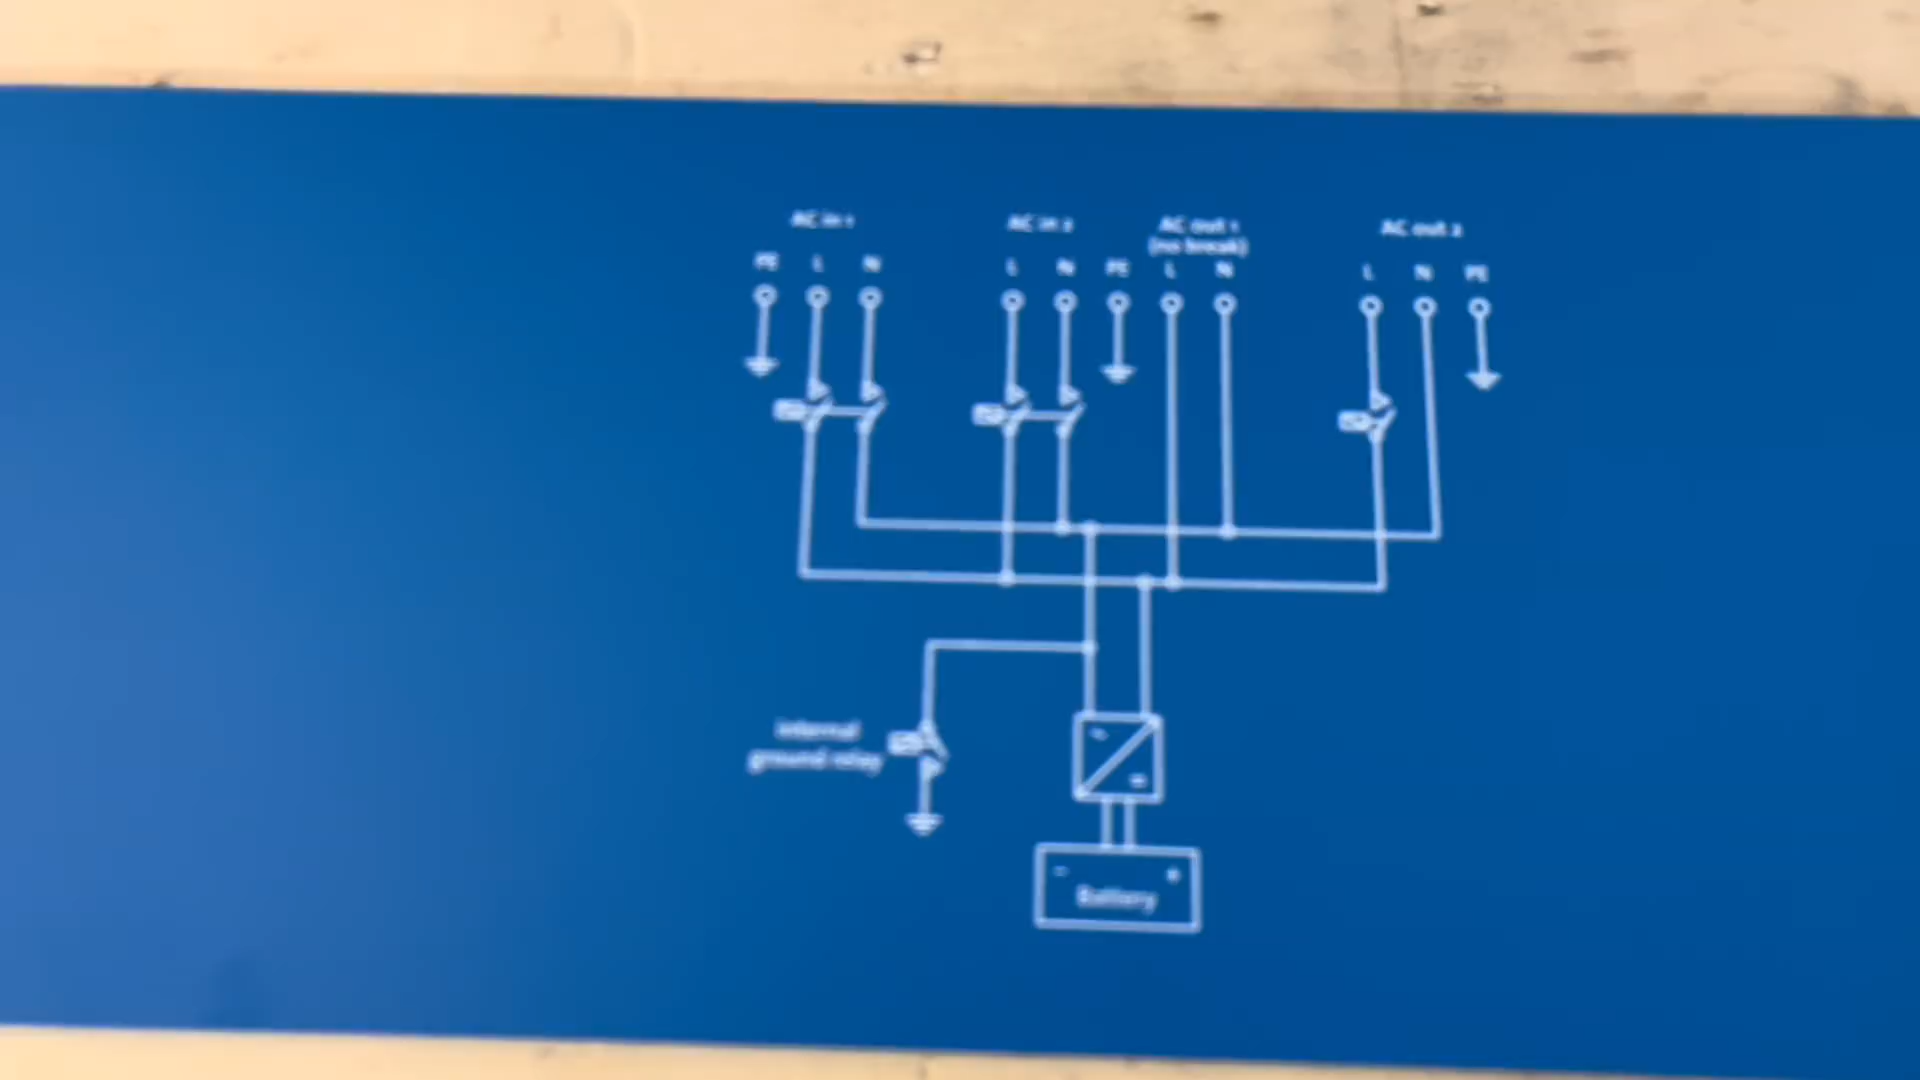 AC in 1
AC in 2
AC out 1
(no break)
AC out 2
PE L N
L N PE L N
L N PE
internal
ground relay
~
=
- +
Battery